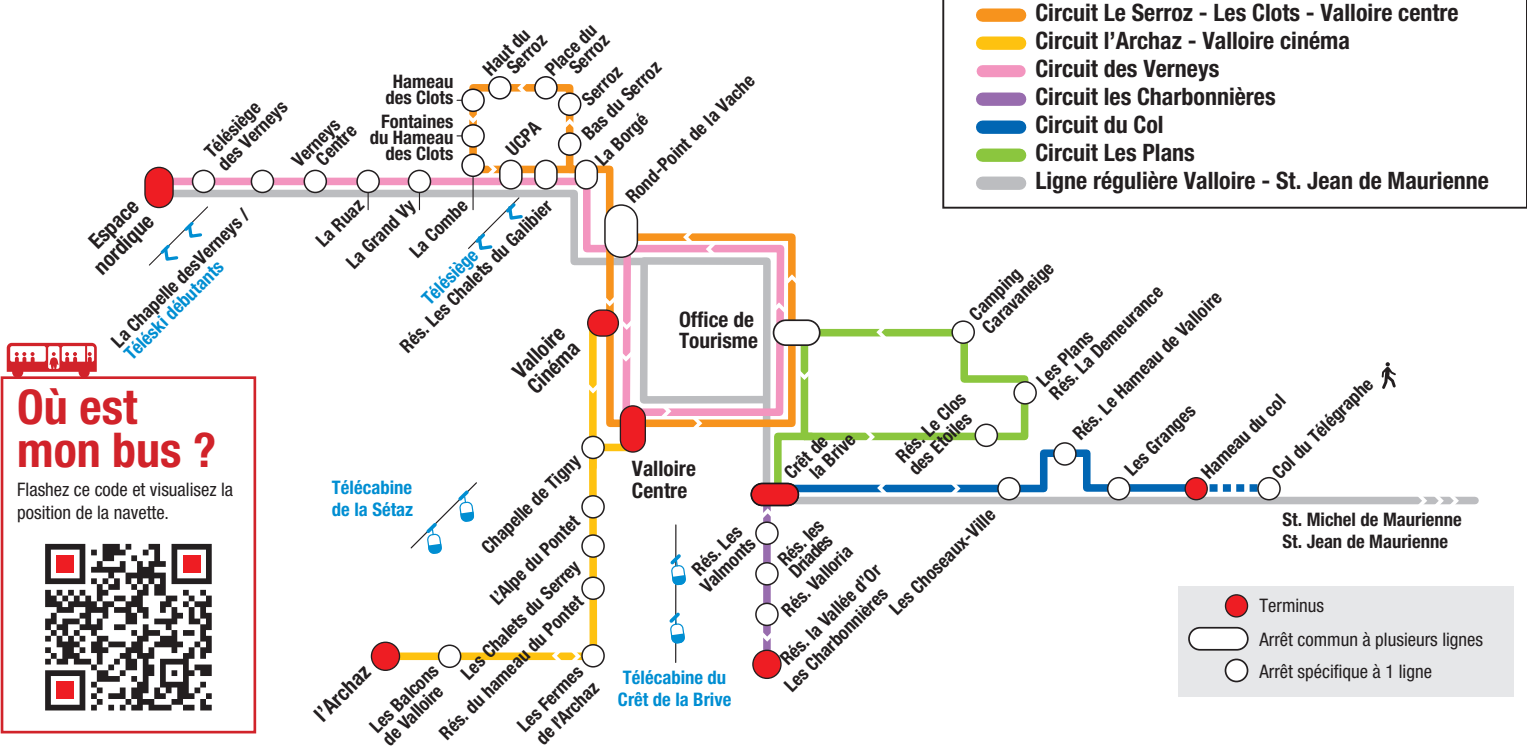 Circuit Le Serroz - Les Clots - Valloire centre
Circuit l'Archaz - Valloire cinéma
Circuit des Verneys
Circuit les Charbonnières
Circuit du Col
Circuit Les Plans
Ligne régulière Valloire - St. Jean de Maurienne
Espace
nordique
Télésiège
des Verneys
La Chapelle desVerneys /
Téléski débutants
Verneys
Centre
La Ruaz
La Grand Vy
La Combe
Hameau
des Clots
Fontaines
du Hameau
des Clots
Haut du
Serroz
Place du
Serroz
Serroz
Bas du Serroz
UCPA
La Borgé
Télésiège
Rés. Les Chalets du Galibier
Rond-Point de la Vache
Valloire
Cinéma
Office de
Tourisme
Camping
Caravaneige
Les Plans
Rés. La Demeurance
Rés. Le Clos
des Etoiles
Crêt de
la Brive
Rés. Le Hameau de Valloire
Les Granges
Hameau du col
Col du Télégraphe
Les Choseaux-Ville
St. Michel de Maurienne
St. Jean de Maurienne
Valloire
Centre
Chapelle de Tigny
L'Alpe du Pontet
Les Chalets du Serrey
Rés. du hameau du Pontet
Les Fermes
de l'Archaz
Les Balcons
de Valloire
l'Archaz
Télécabine
de la Sétaz
Télécabine du
Crêt de la Brive
Rés. Les
Valmonts
Rés. les
Driades
Rés. Valloria
Rés. la Vallée d'Or
Les Charbonnières
Où est
mon bus ?
Flashez ce code et visualisez la
position de la navette.
Terminus
Arrêt commun à plusieurs lignes
Arrêt spécifique à 1 ligne